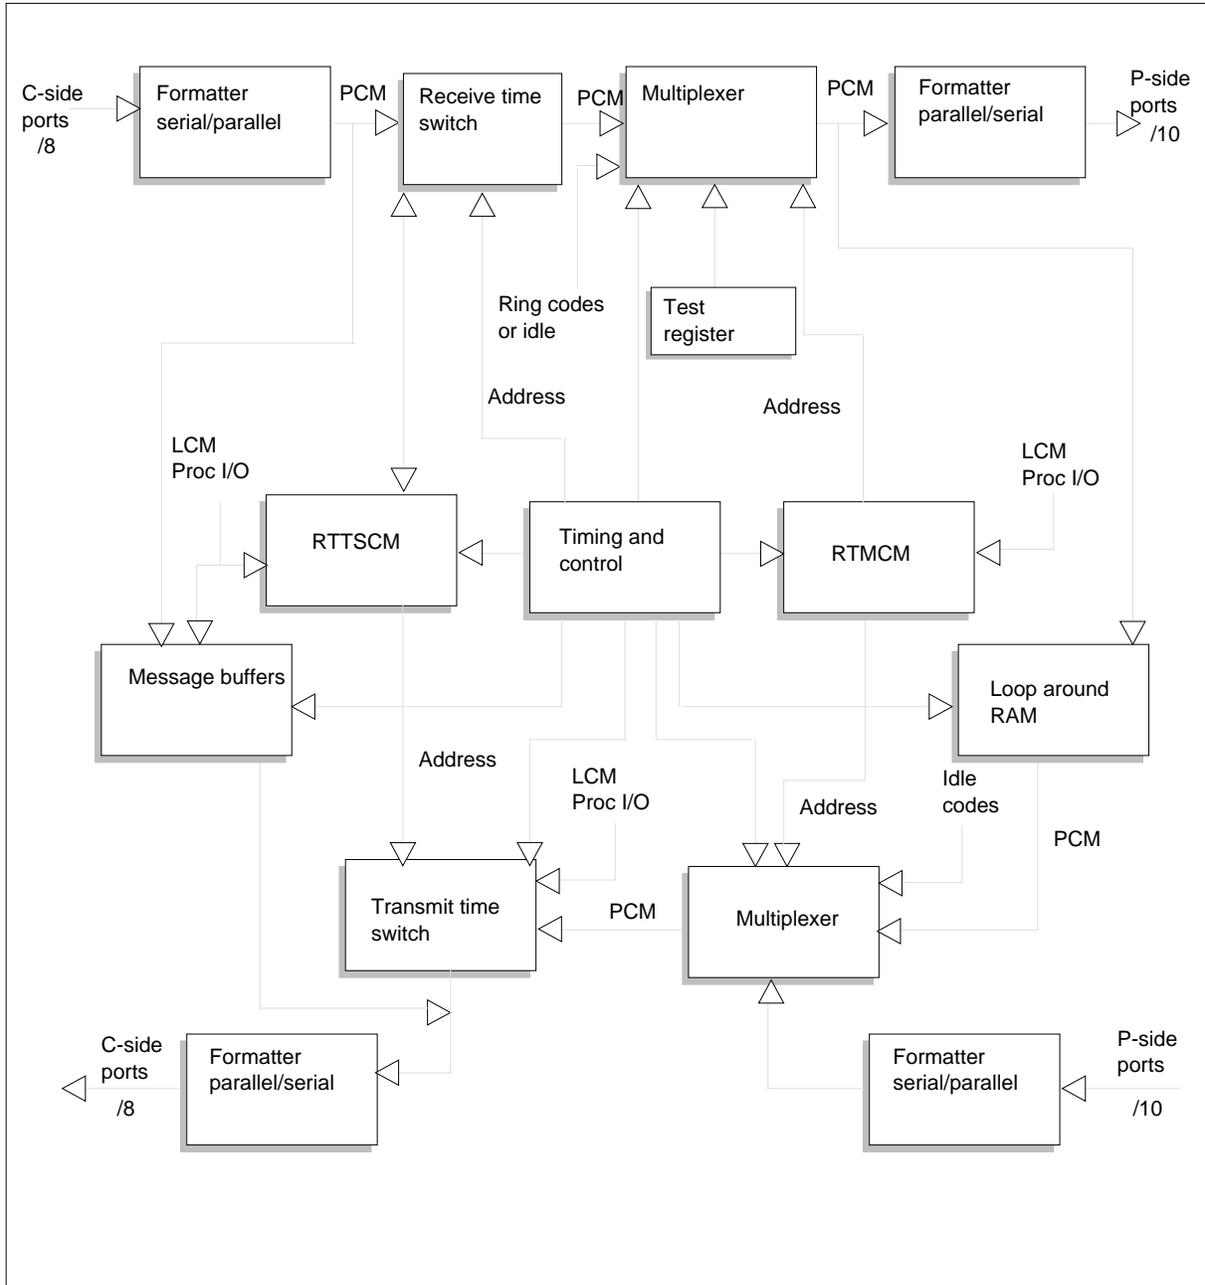 C-side
ports
/8
Formatter
serial/parallel
PCM
Receive time
switch
PCM
Multiplexer
PCM
Formatter
parallel/serial
P-side
ports
/10
Ring codes
or idle
Test
register
Address
Address
LCM
Proc I/O
LCM
Proc I/O
RTTSCM
Timing and
control
RTMCM
Message buffers
Loop around
RAM
Address
LCM
Proc I/O
Address
Idle
codes
PCM
Transmit time
switch
PCM
Multiplexer
C-side
ports
/8
Formatter
parallel/serial
Formatter
serial/parallel
P-side
ports
/10